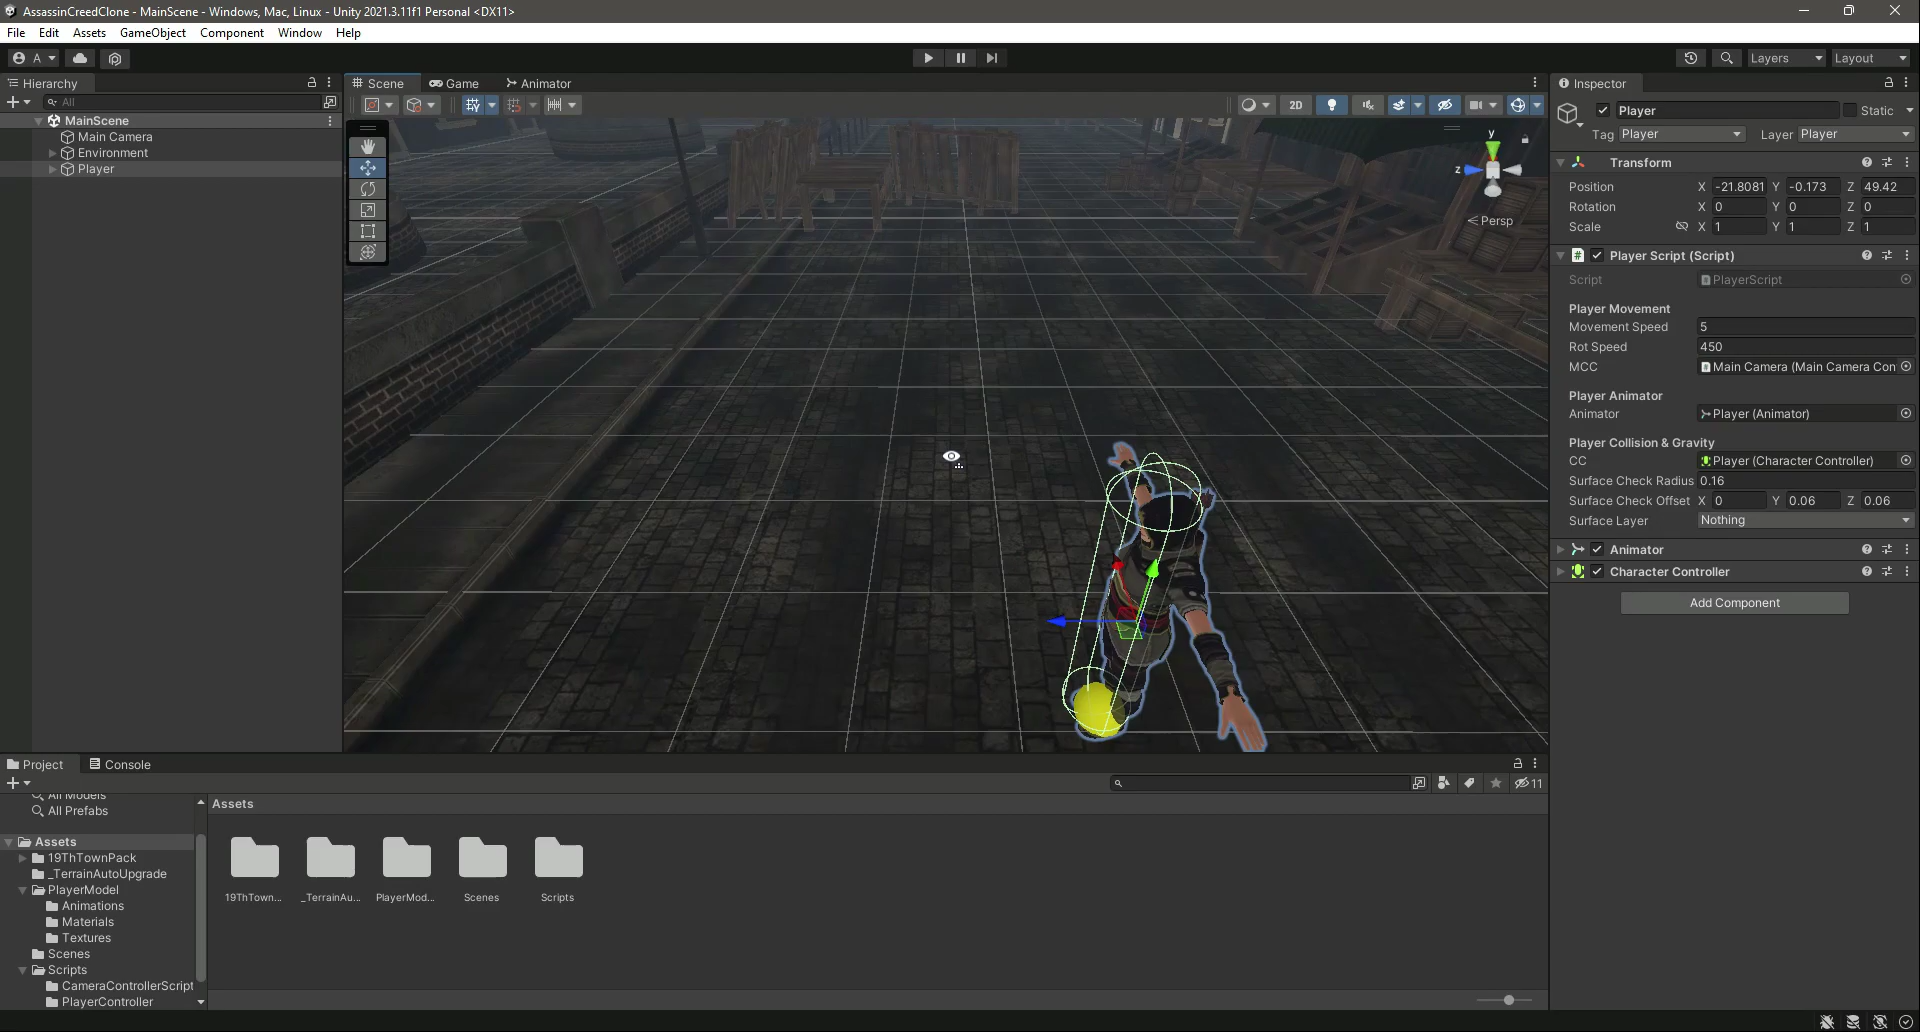 AssassinCreedClone - MainScene - Windows, Mac, Linux - Unity 2021.3.11f1 Personal <DX11>
File Edit Assets GameObject Component Window Help
A Layers Layout
Hierarchy
All
MainScene
Main Camera
Environment
Player
Scene Game Animator
2D
y
z
Persp
Inspector
Player Static
Tag Player Layer Player
Transform
Position X -21.8081 Y -0.173 Z 49.42
Rotation X 0 Y 0 Z 0
Scale X 1 Y 1 Z 1
Player Script (Script)
Script PlayerScript
Player Movement
Movement Speed 5
Rot Speed 450
MCC Main Camera (Main Camera Con
Player Animator
Animator Player (Animator)
Player Collision & Gravity
CC Player (Character Controller)
Surface Check Radius 0.16
Surface Check Offset X 0 Y 0.06 Z 0.06
Surface Layer Nothing
Animator
Character Controller
Add Component
Project Console
11
All Models
All Prefabs
Assets
19ThTownPack
_TerrainAutoUpgrade
PlayerModel
Animations
Materials
Textures
Scenes
Scripts
CameraControllerScript
PlayerController
Assets
19ThTown... _TerrainAu... PlayerMod... Scenes Scripts